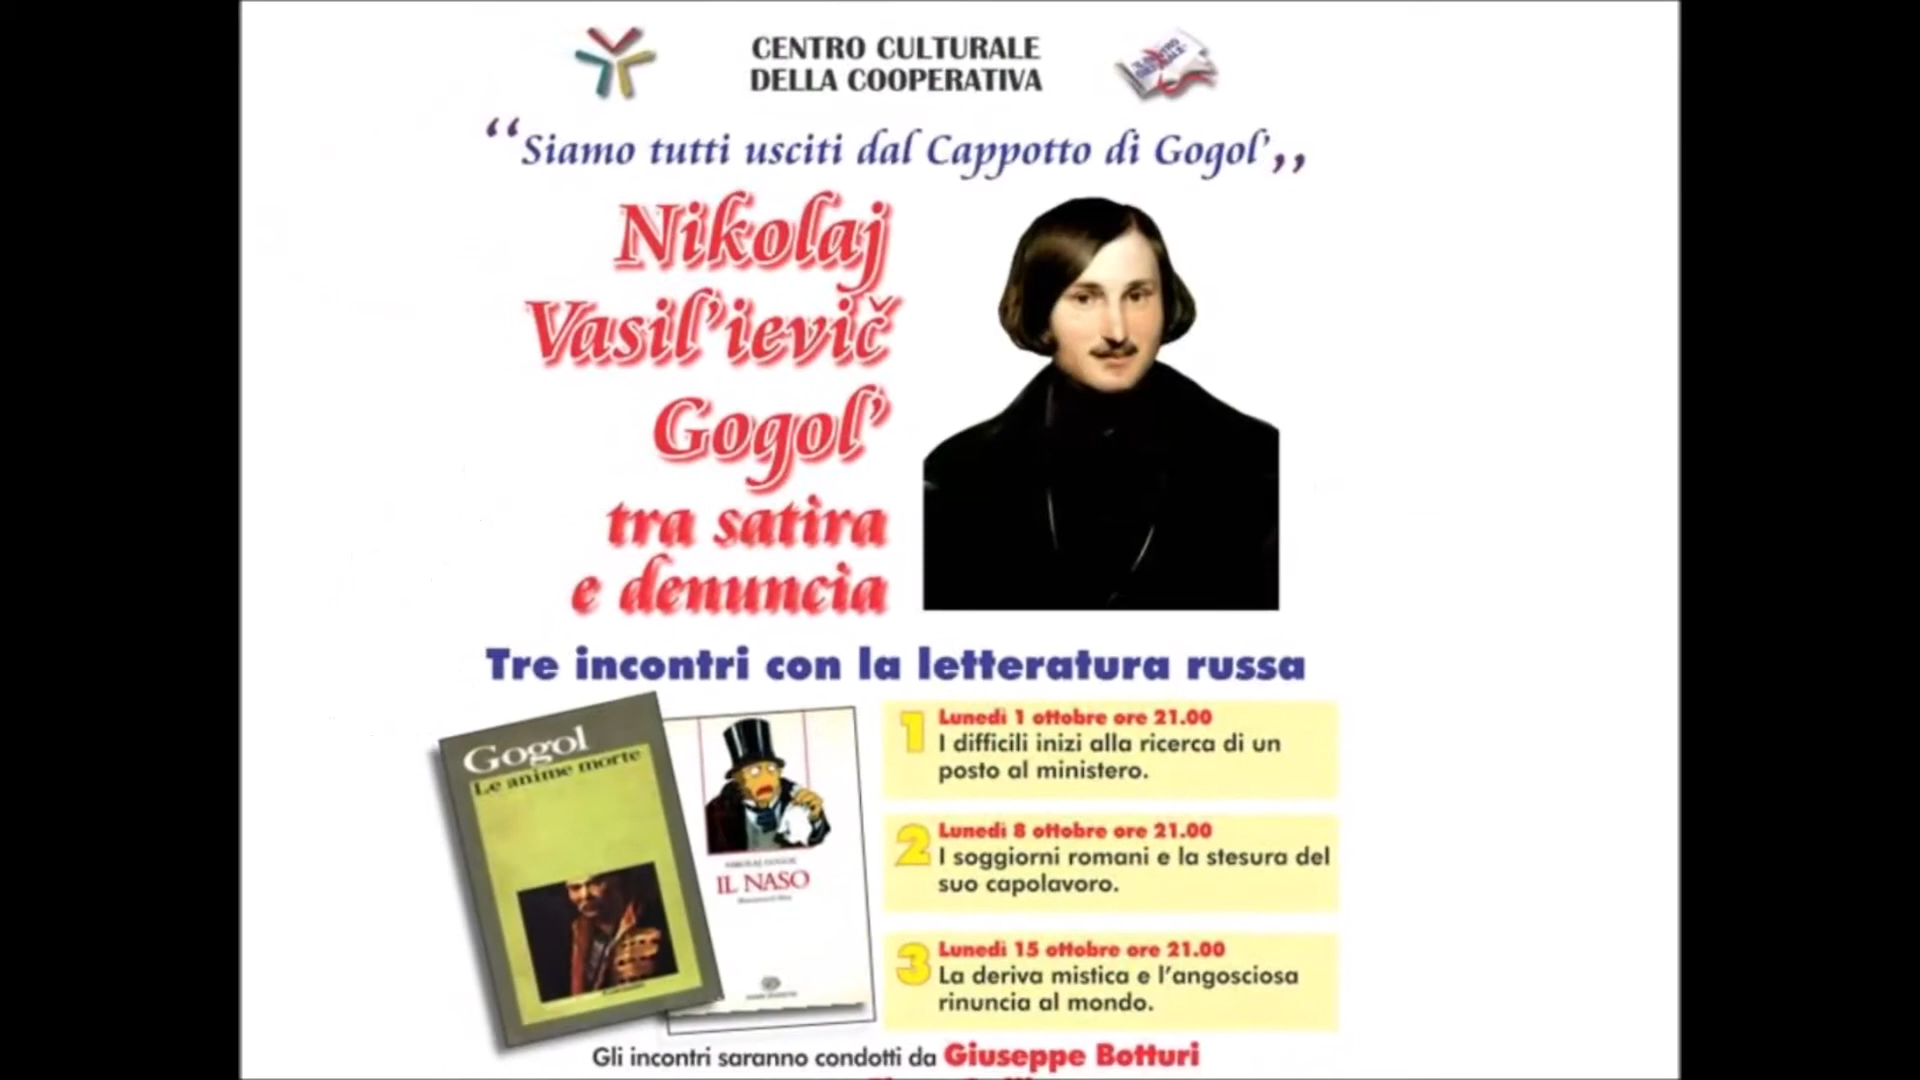 CENTRO CULTURALE
DELLA COOPERATIVA
“Siamo tutti usciti dal Cappotto di Gogol’„
Nikolaj
Vasil’ievič
Gogol’
tra satira
e denuncia
Tre incontri con la letteratura russa
Gogol
Le anime morte
NIKOLAJ GOGOL
IL NASO
1 Lunedì 1 ottobre ore 21.00
I difficili inizi alla ricerca di un
posto al ministero.
2 Lunedì 8 ottobre ore 21.00
I soggiorni romani e la stesura del
suo capolavoro.
3 Lunedì 15 ottobre ore 21.00
La deriva mistica e l’angosciosa
rinuncia al mondo.
Gli incontri saranno condotti da Giuseppe Botturi